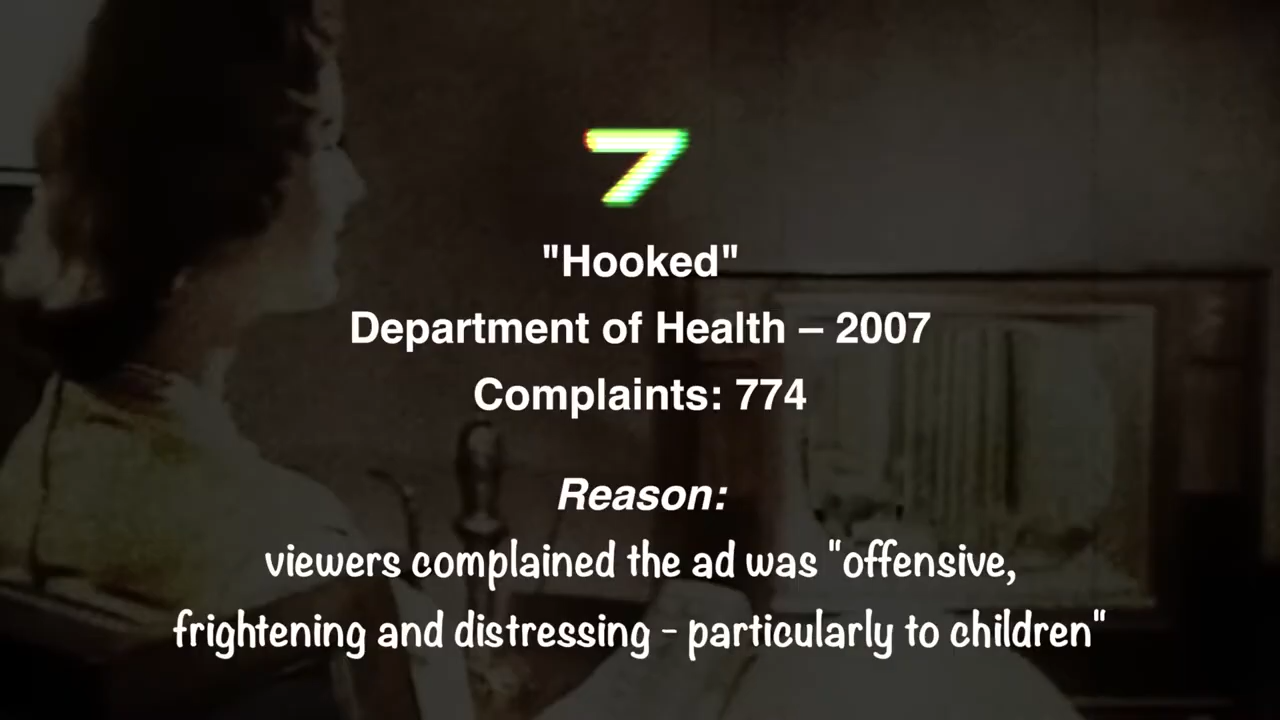 7
"Hooked"
Department of Health – 2007
Complaints: 774
Reason:
viewers complained the ad was "offensive,
frightening and distressing - particularly to children"